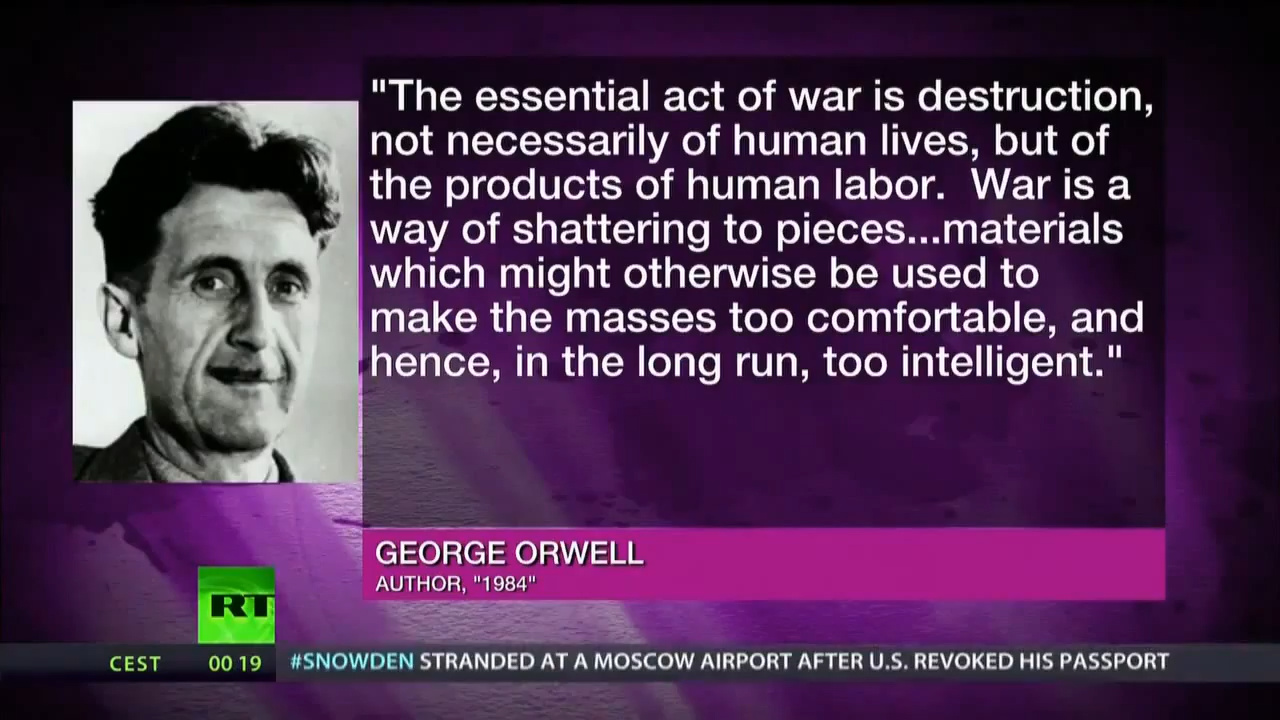 "The essential act of war is destruction,
not necessarily of human lives, but of
the products of human labor.  War is a
way of shattering to pieces...materials
which might otherwise be used to
make the masses too comfortable, and
hence, in the long run, too intelligent."
GEORGE ORWELL
AUTHOR, "1984"
RT
CEST 00 19 #SNOWDEN STRANDED AT A MOSCOW AIRPORT AFTER U.S. REVOKED HIS PASSPORT